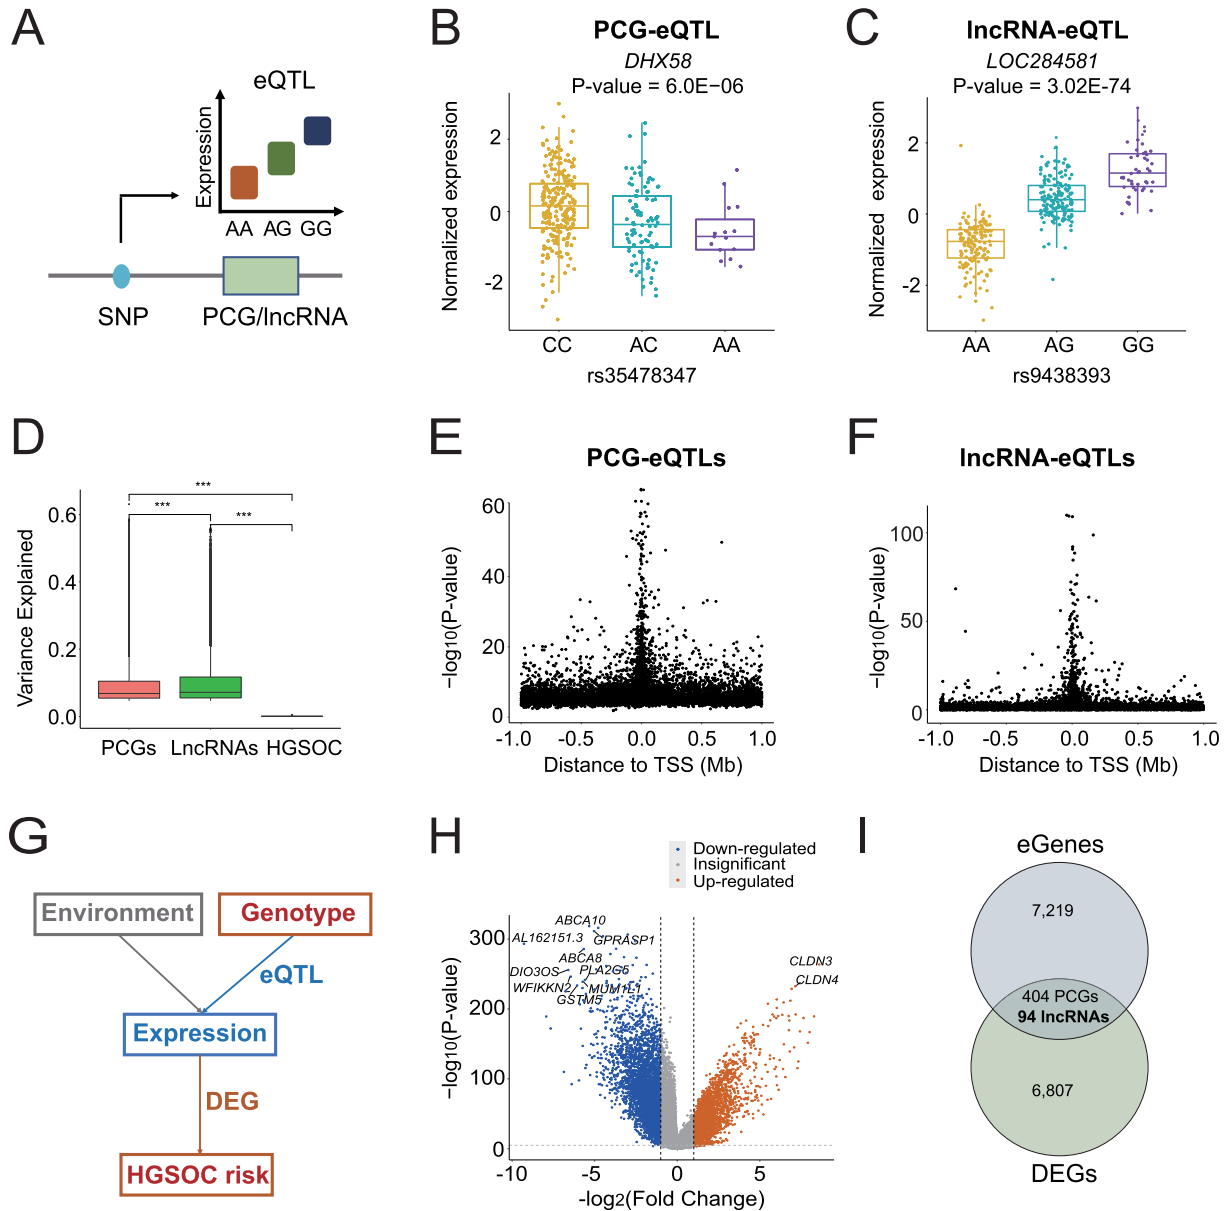 A
eQTL
Expression
AA AG GG
SNP
PCG/lncRNA
B
PCG-eQTL
DHX58
P-value = 6.0E−06
Normalized expression
2
0
-2
CC AC AA
rs35478347
C
lncRNA-eQTL
LOC284581
P-value = 3.02E-74
Normalized expression
2
0
-2
AA AG GG
rs9438393
D
Variance Explained
0.6
0.4
0.2
0.0
***
***
***
PCGs LncRNAs HGSOC
E
PCG-eQTLs
−log10(P-value)
60
40
20
0
-1.0 -0.5 0.0 0.5 1.0
Distance to TSS (Mb)
F
lncRNA-eQTLs
−log10(P-value)
100
50
0
-1.0 -0.5 0.0 0.5 1.0
Distance to TSS (Mb)
G
Environment
Genotype
eQTL
Expression
DEG
HGSOC risk
H
Down-regulated
Insignificant
Up-regulated
−log10(P-value)
300
200
100
0
ABCA10
AL162151.3
GPRASP1
ABCA8
DIO3OS
PLA2G5
WFIKKN2
MUM1L1
GSTM5
CLDN3
CLDN4
-10 -5 0 5
-log2(Fold Change)
I
eGenes
7,219
404 PCGs
94 lncRNAs
6,807
DEGs